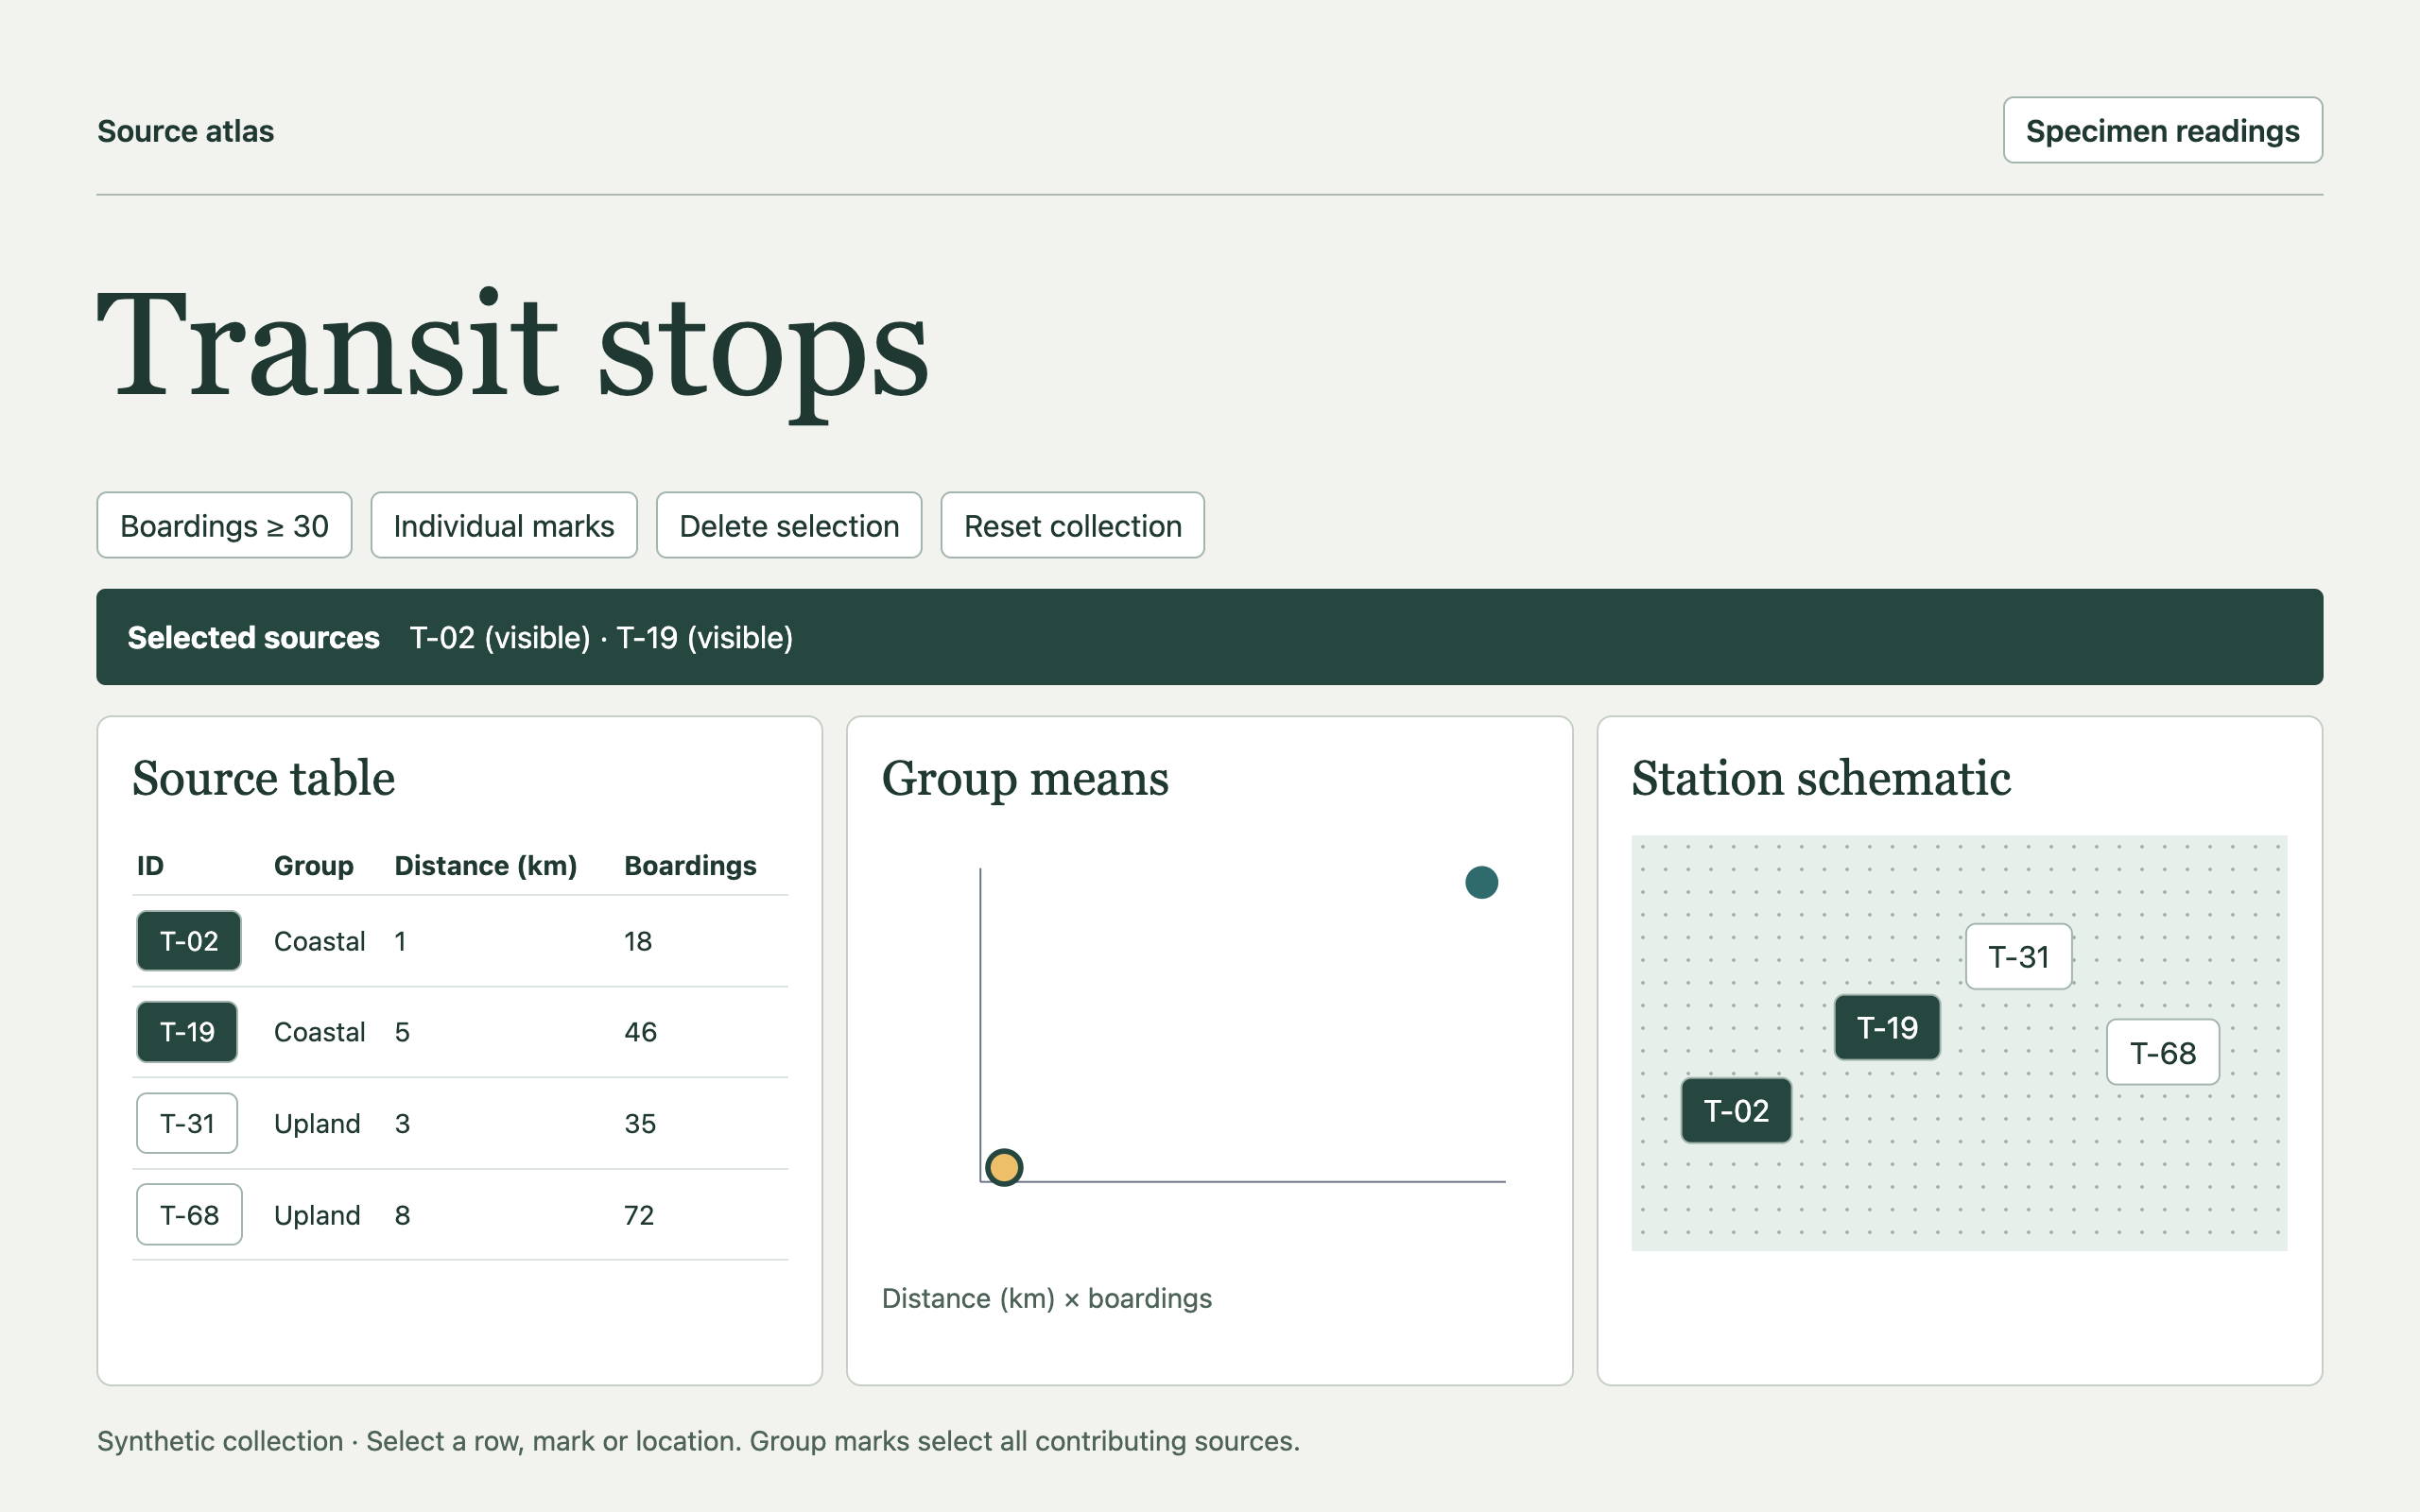 Source atlas
Specimen readings
Transit stops
Boardings ≥ 30
Individual marks
Delete selection
Reset collection
Selected sources T-02 (visible) · T-19 (visible)
Source table
ID Group Distance (km) Boardings
T-02 Coastal 1 18
T-19 Coastal 5 46
T-31 Upland 3 35
T-68 Upland 8 72
Group means
Distance (km) × boardings
Station schematic
T-31
T-19
T-68
T-02
Synthetic collection · Select a row, mark or location. Group marks select all contributing sources.